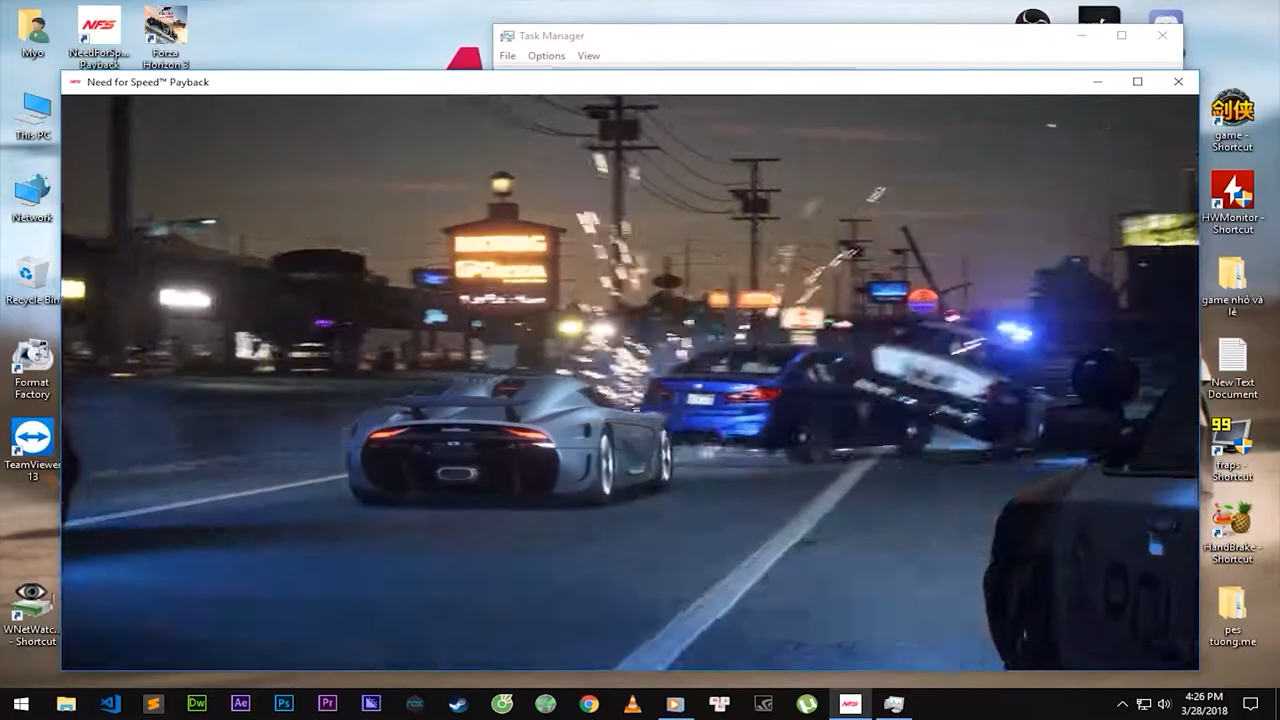 Myo
NFS
NeedForSp...
Payback
Forza
Horizon 3
Task Manager
File Options View
Need for Speed™ Payback
This PC
Network
Recycle Bin
Format
Factory
TeamViewer
13
WNetWatc...
- Shortcut
剑侠
game -
Shortcut
HWMonitor -
Shortcut
game nhỏ và
lẻ
New Text
Document
99
fraps -
Shortcut
HandBrake -
Shortcut
pes
tuong.me
Dw
Ae
Ps
Pr
nox
NFS
4:26 PM
3/28/2018